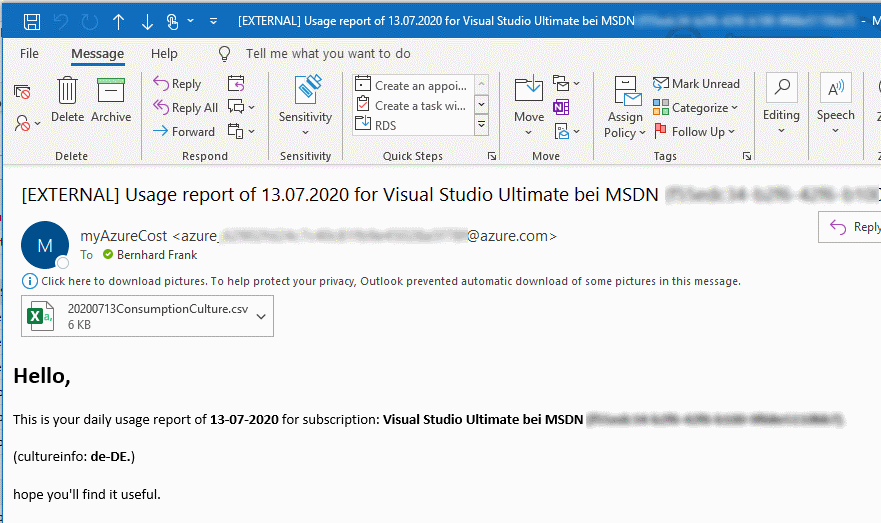 [EXTERNAL] Usage report of 13.07.2020 for Visual Studio Ultimate bei MSDN
File Message Help Tell me what you want to do
Delete Archive
Reply
Reply All
Forward
Sensitivity
Create an appoi...
Create a task wi...
RDS
Move
Assign Policy
Mark Unread
Categorize
Follow Up
Editing
Speech
Delete Respond Sensitivity Quick Steps Move Tags
[EXTERNAL] Usage report of 13.07.2020 for Visual Studio Ultimate bei MSDN
M
myAzureCost <azure_ @azure.com>
To Bernhard Frank
Reply
Click here to download pictures. To help protect your privacy, Outlook prevented automatic download of some pictures in this message.
20200713ConsumptionCulture.csv
6 KB
Hello,
This is your daily usage report of 13-07-2020 for subscription: Visual Studio Ultimate bei MSDN
(cultureinfo: de-DE.)
hope you'll find it useful.